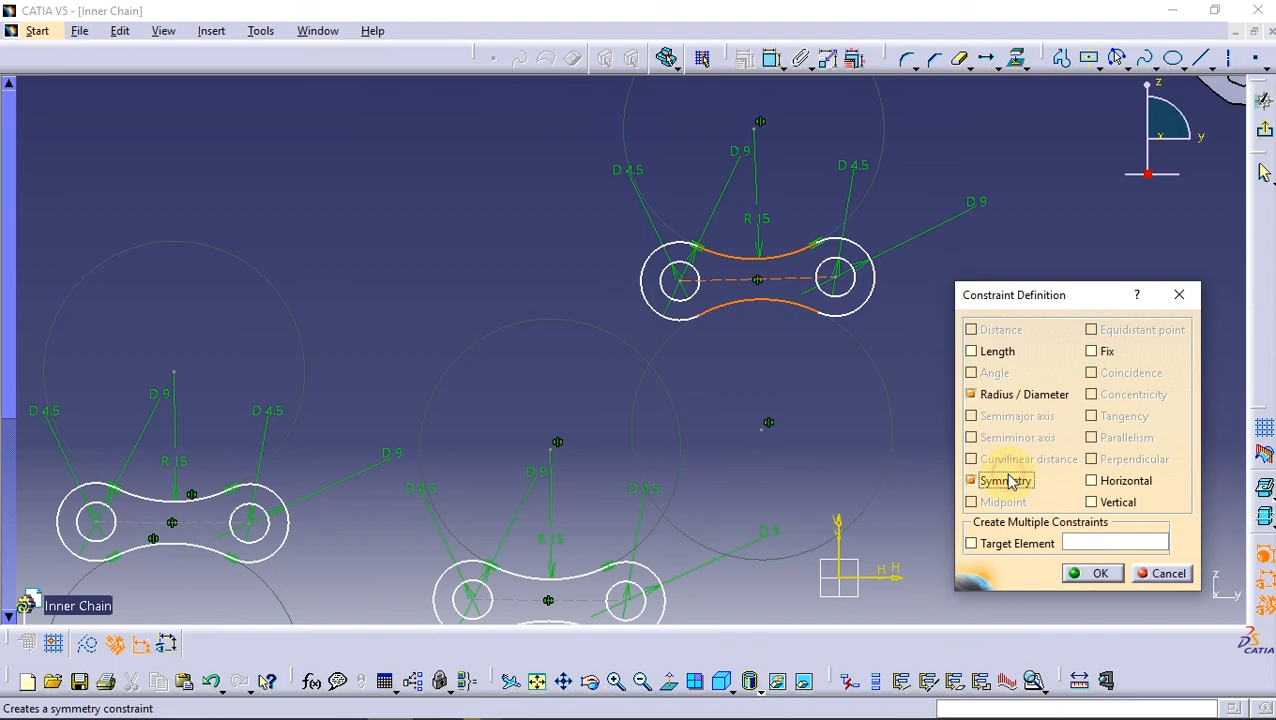 CATIA V5 - [Inner Chain]
Start File Edit View Insert Tools Window Help
z
x y
D 4.5 D 9 D 4.5
D 9
R 15
D 4.5 D 9 D 4.5
D 9
R 15
D 4.5 D 9 D 4.5
D 9
R 15
H H
Constraint Definition ?
Distance Equidistant point
Length Fix
Angle Coincidence
Radius / Diameter Concentricity
Semimajor axis Tangency
Semiminor axis Parallelism
Curvilinear distance Perpendicular
Symmetry Horizontal
Midpoint Vertical
Create Multiple Constraints
Target Element
OK Cancel
z
y
Inner Chain
f(x)
CATIA
Creates a symmetry constraint